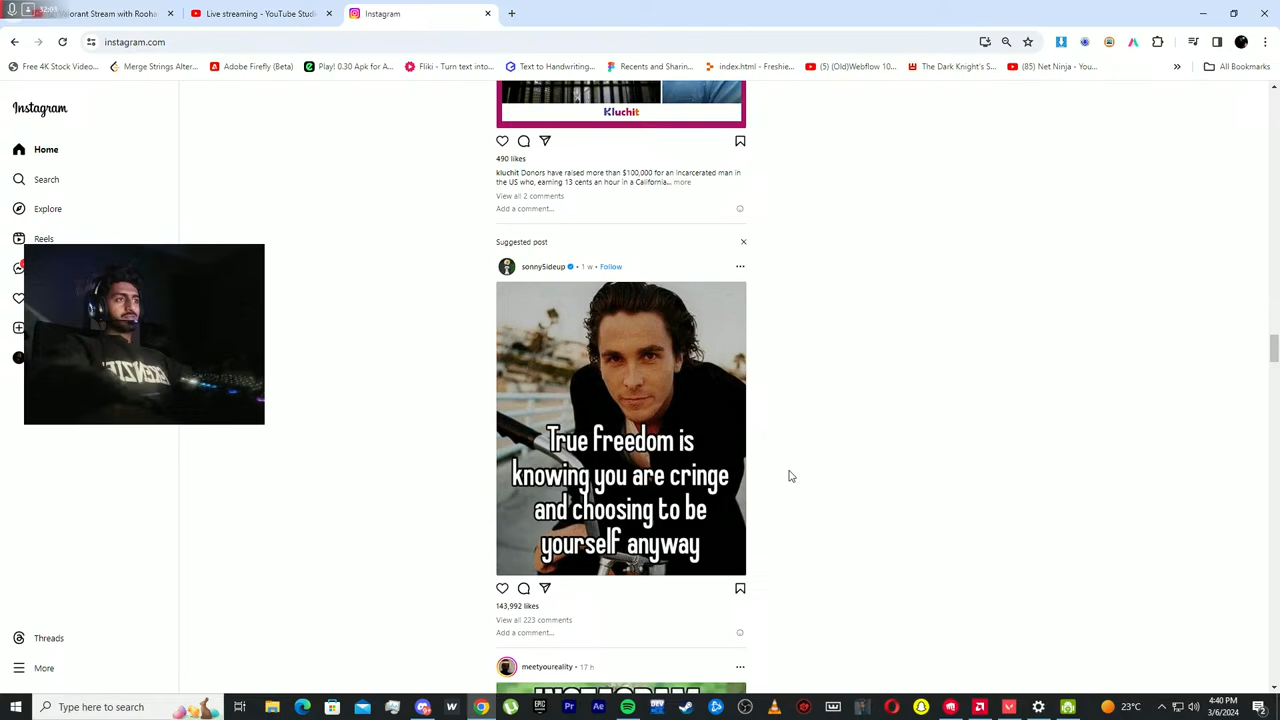 32:03
orant Stream with Rooha
Live streaming - YouTube Studi
Instagram
instagram.com
Free 4K Stock Video...
Merge Strings Alter...
Adobe Firefly (Beta)
Play! 0.30 Apk for A...
Fliki - Turn text into...
Text to Handwriting...
Recents and Sharin...
index.html - Freshie...
(5) (Old)Webflow 10...
The Dark Knight's S...
(85) Net Ninja - You...
»
All Bookmarks
Instagram
Home
Search
Explore
Reels
Threads
More
Kluchit
490 likes
kluchit Donors have raised more than $100,000 for an incarcerated man in
the US who, earning 13 cents an hour in a California... more
View all 2 comments
Add a comment...
Suggested post
sonny5ideup • 1 w • Follow
True freedom is
knowing you are cringe
and choosing to be
yourself anyway
143,992 likes
View all 223 comments
Add a comment...
meetyoureality • 17 h
INSTAGRAM
Type here to search
23°C
4:40 PM
3/6/2024